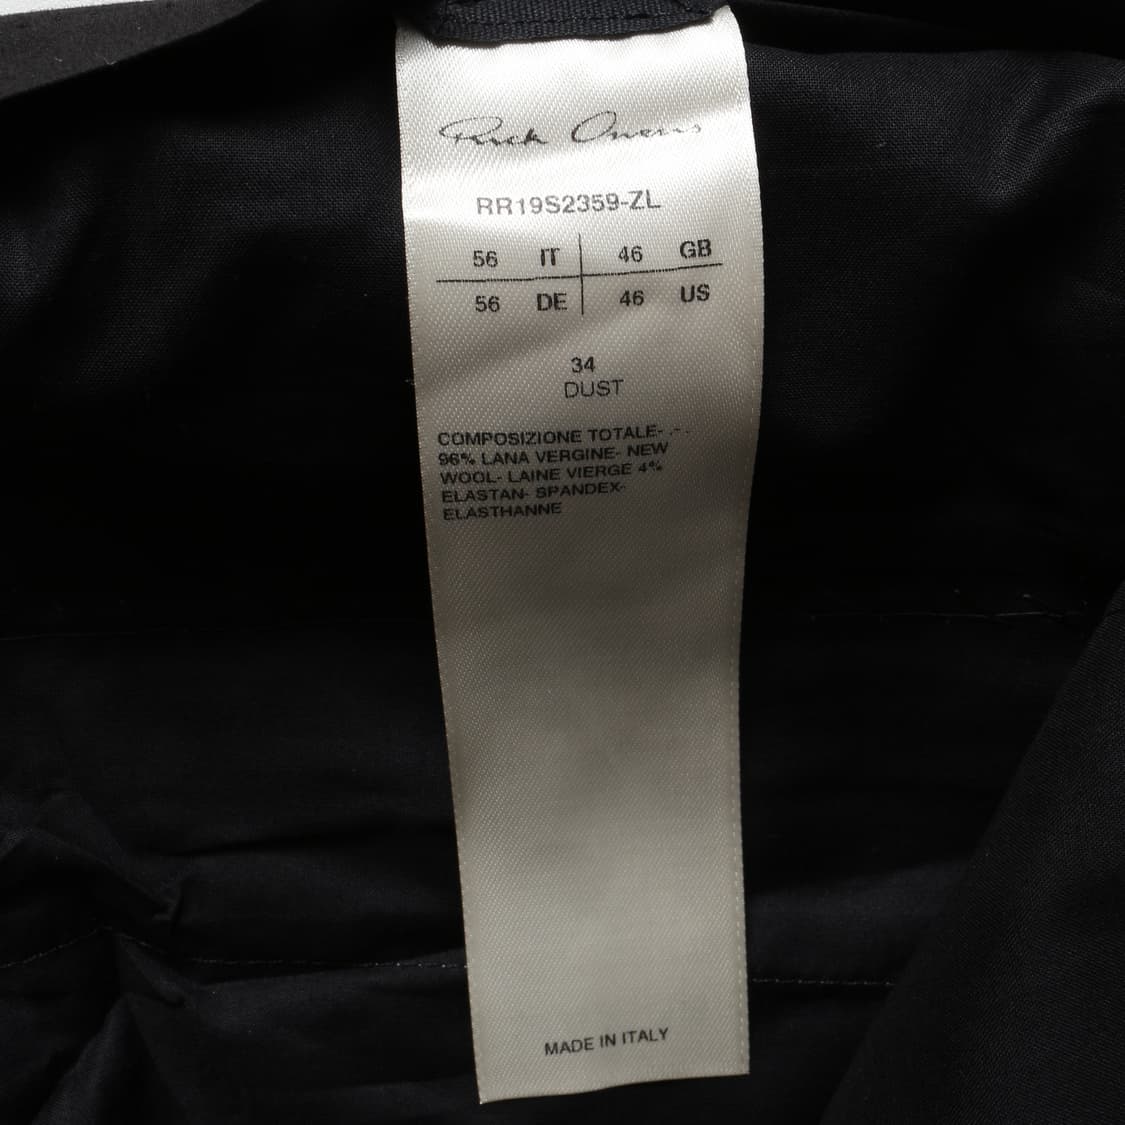 Rick Owens
RR19S2359-ZL
56 IT 46 GB
56 DE 46 US
34
DUST
COMPOSIZIONE TOTALE- .-.
96% LANA VERGINE- NEW
WOOL- LAINE VIERGE 4%
ELASTAN- SPANDEX-
ELASTHANNE
MADE IN ITALY